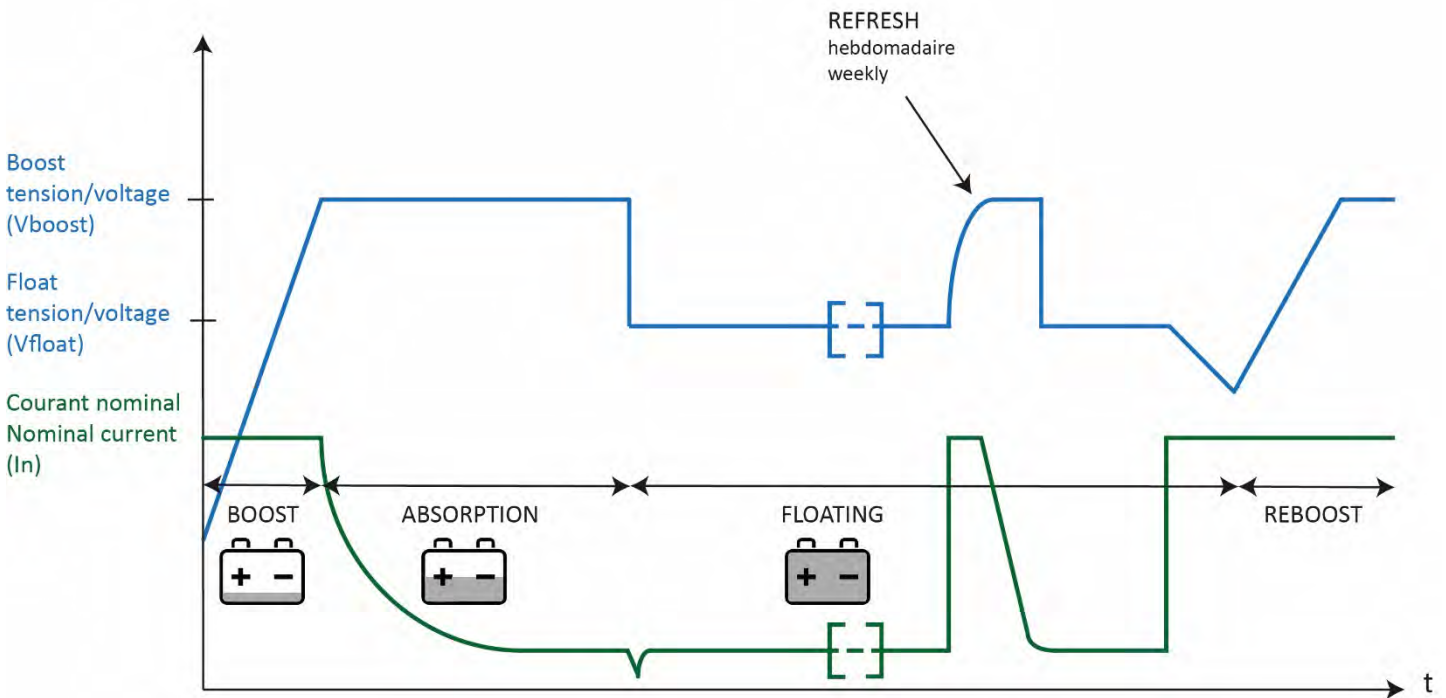 REFRESH
hebdomadaire
weekly
Boost
tension/voltage
(Vboost)
Float
tension/voltage
(Vfloat)
Courant nominal
Nominal current
(In)
BOOST
ABSORPTION
FLOATING
REBOOST
+ −
+ −
+ −
t